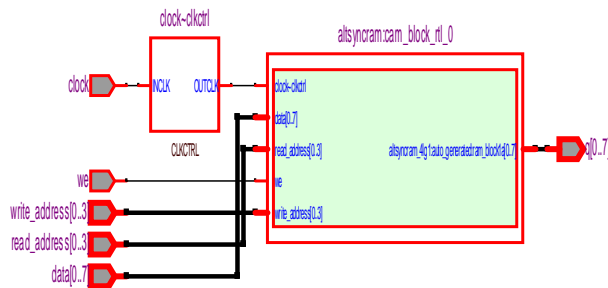 clock~clkctrl
altsyncram:cam_block_rtl_0
clock
INCLK
OUTCLK
clock~clkctrl
data[0..7]
CLKCTRL
read_address[0..3]
altsyncram_4lg1:auto_generated:ram_block1a[0..7]
q[0..7]
we
we
write_address[0..3]
write_address[0..3]
read_address[0..3]
data[0..7]